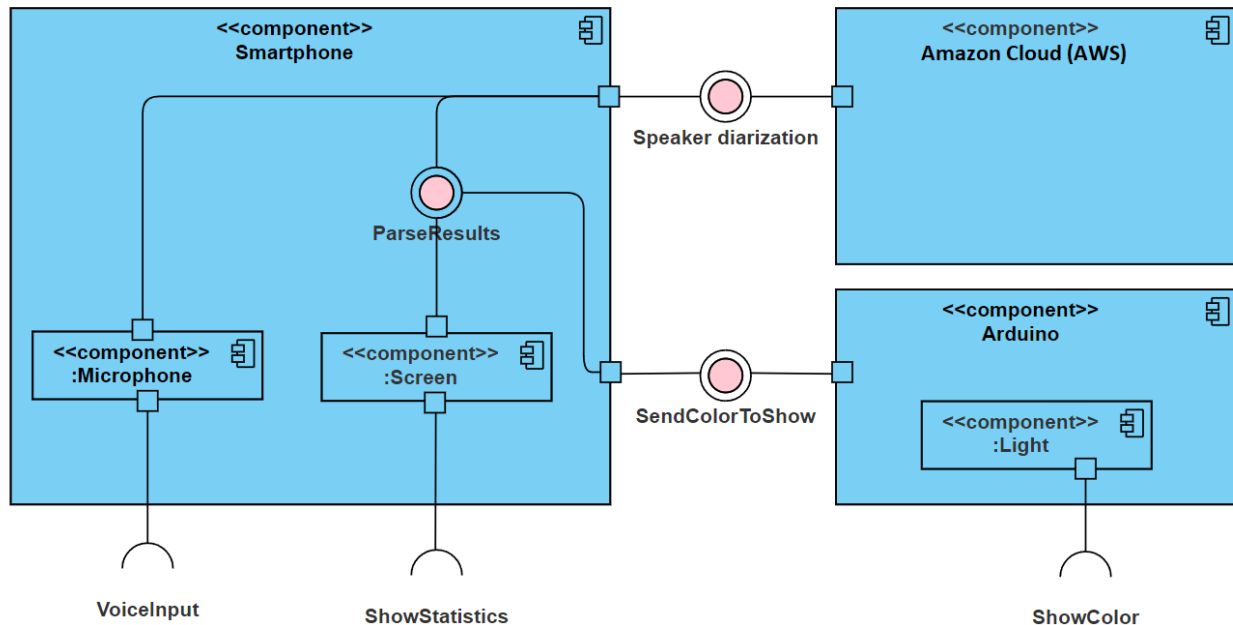 <<component>>
Smartphone
<<component>>
Amazon Cloud (AWS)
Speaker diarization
ParseResults
<<component>>
Arduino
<<component>>
:Microphone
<<component>>
:Screen
SendColorToShow
<<component>>
:Light
VoiceInput
ShowStatistics
ShowColor